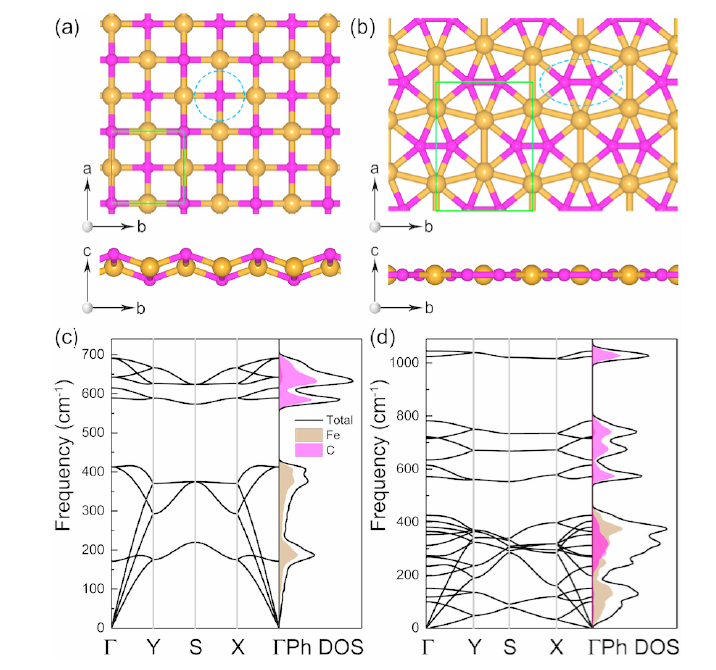 (a)
(b)
a
b
a
b
c
b
c
b
(c)
(d)
700
600
500
400
300
200
100
0
Frequency (cm⁻¹)
Total
Fe
C
Γ Y S X Γ Ph DOS
1000
800
600
400
200
0
Frequency (cm⁻¹)
Γ Y S X Γ Ph DOS